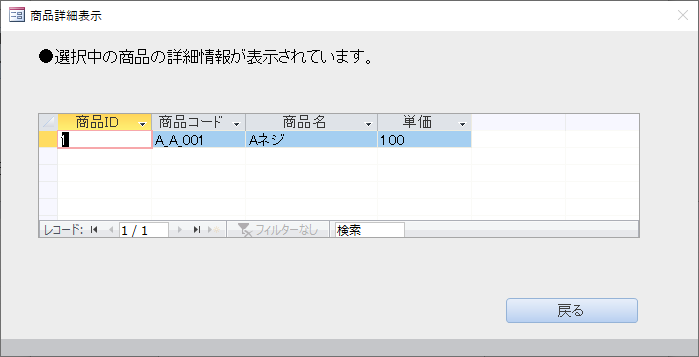 商品詳細表示
●選択中の商品の詳細情報が表示されています。
商品ID 商品コード 商品名 単価
1 A_A_001 Aネジ 100
レコード: 1 / 1 フィルターなし 検索
戻る